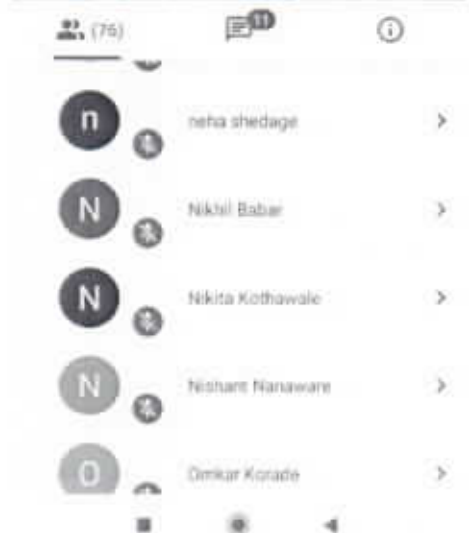 (76)
11
n
neha shedage
N
Nikhil Babar
N
Nikita Kothawale
N
Nishant Nanaware
O
Omkar Korade